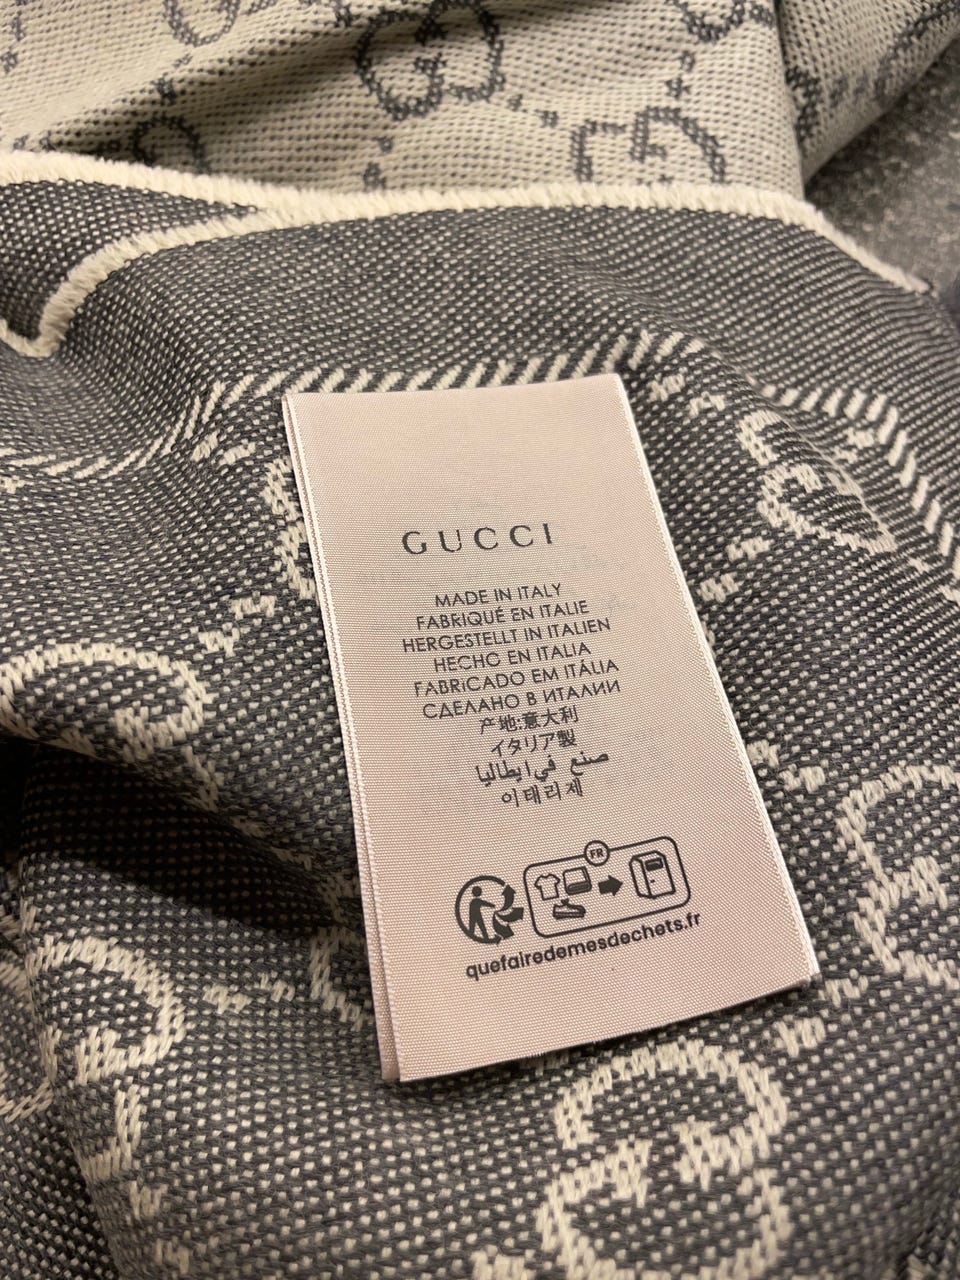 GUCCI
MADE IN ITALY
FABRIQUÉ EN ITALIE
HERGESTELLT IN ITALIEN
HECHO EN ITALIA
FABRICADO EM ITÁLIA
СДЕЛАНО В ИТАЛИИ
产地:意大利
イタリア製
صنع في ايطاليا
이태리제
FR
quefairedemesdechets.fr